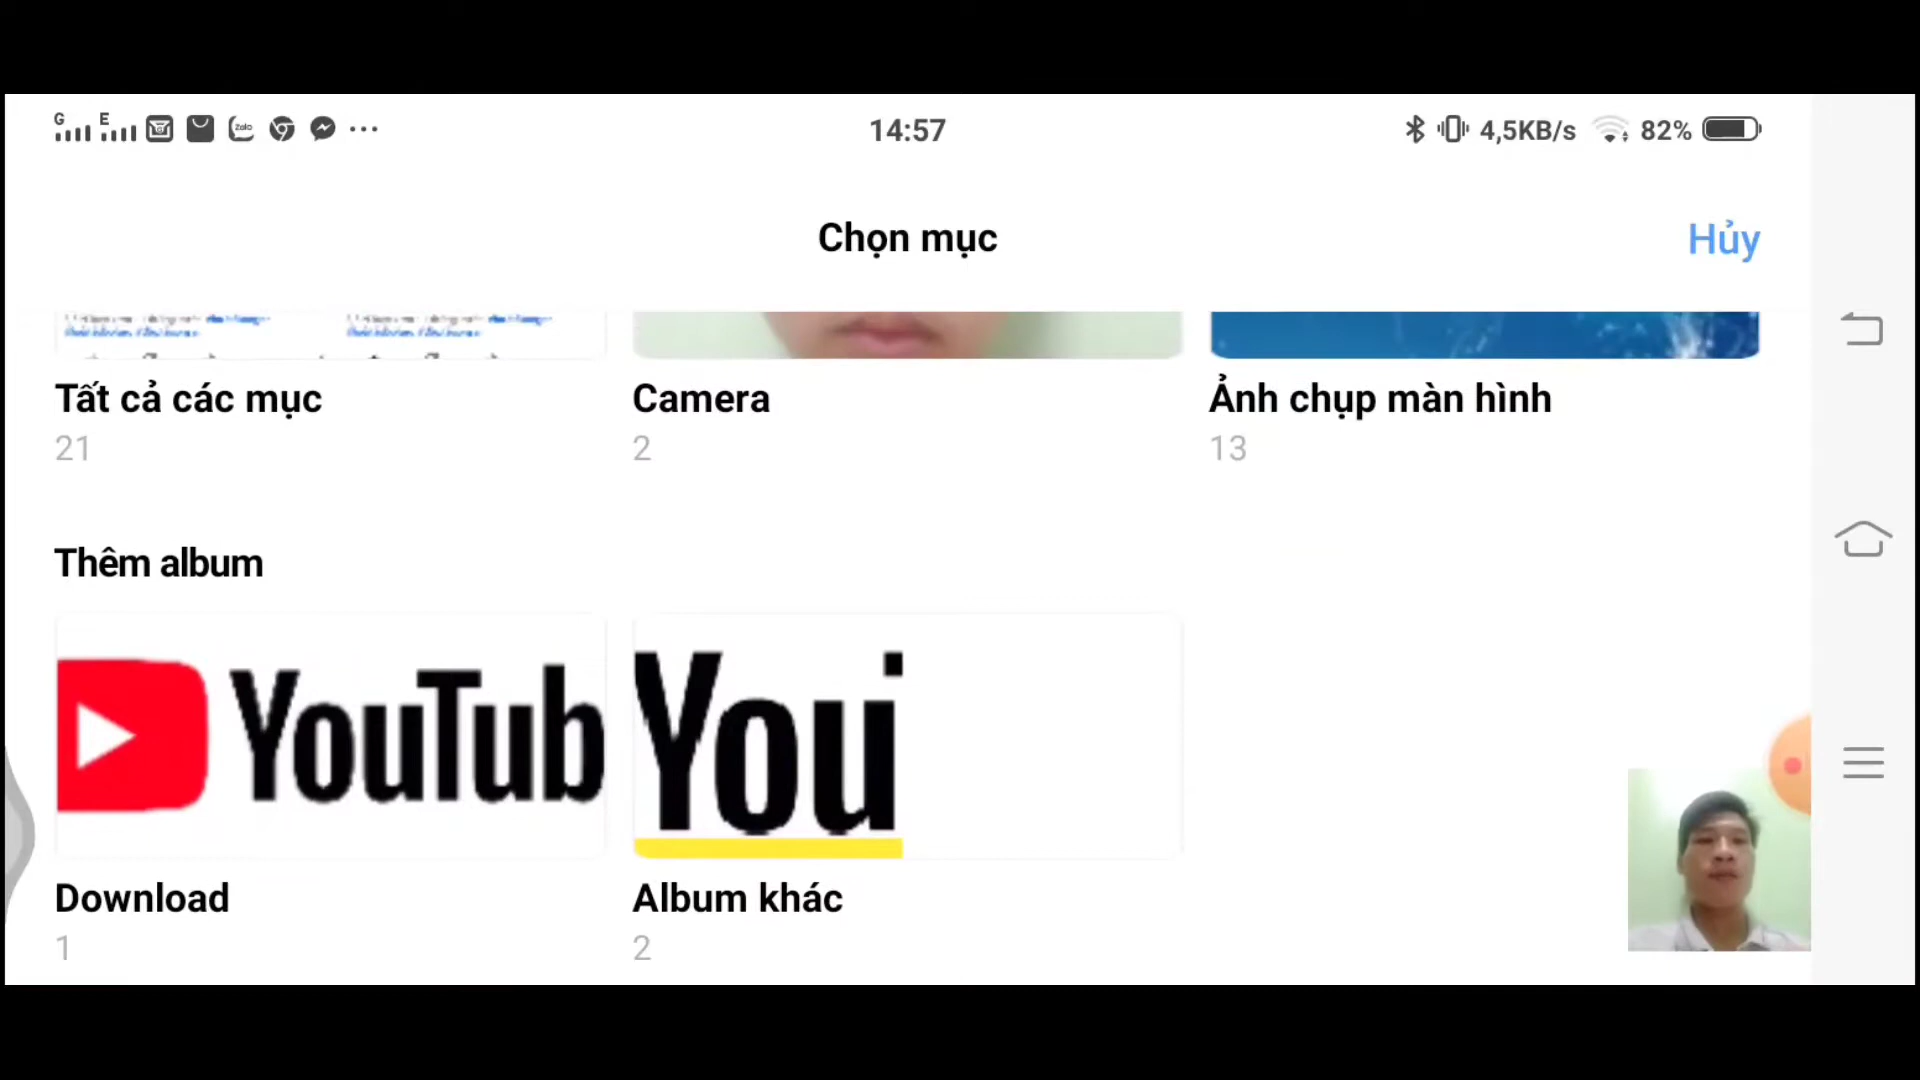 G E Zalo 14:57 4,5KB/s 82%
Chọn mục Hủy
Tất cả các mục Camera Ảnh chụp màn hình
21 2 13
Thêm album
YouTub You
Download Album khác
1 2